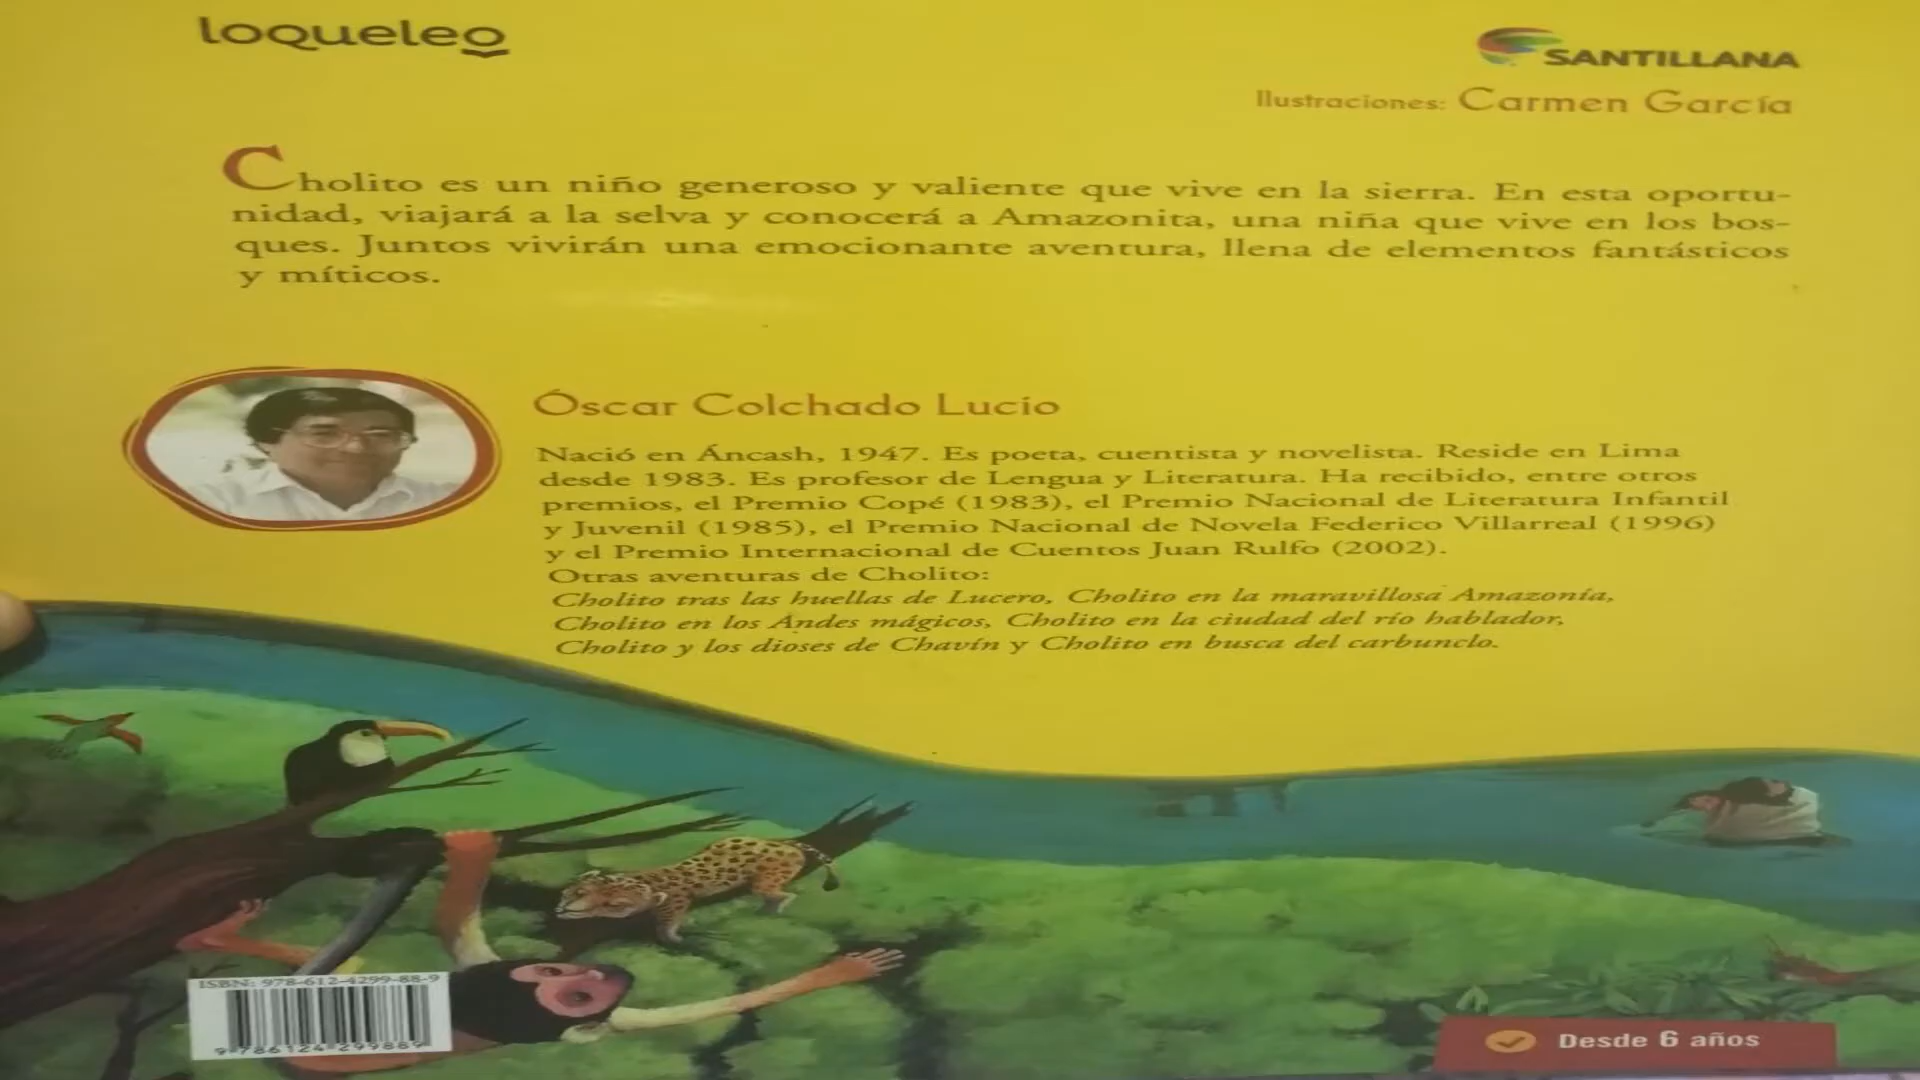 loqueleo
SANTILLANA
Ilustraciones: Carmen García
Cholito es un niño generoso y valiente que vive en la sierra. En esta oportu-
nidad, viajará a la selva y conocerá a Amazonita, una niña que vive en los bos-
ques. Juntos vivirán una emocionante aventura, llena de elementos fantásticos
y míticos.
Óscar Colchado Lucio
Nació en Áncash, 1947. Es poeta, cuentista y novelista. Reside en Lima
desde 1983. Es profesor de Lengua y Literatura. Ha recibido, entre otros
premios, el Premio Copé (1983), el Premio Nacional de Literatura Infantil
y Juvenil (1985), el Premio Nacional de Novela Federico Villarreal (1996)
y el Premio Internacional de Cuentos Juan Rulfo (2002).
Otras aventuras de Cholito:
Cholito tras las huellas de Lucero, Cholito en la maravillosa Amazonía,
Cholito en los Andes mágicos, Cholito en la ciudad del río hablador,
Cholito y los dioses de Chavín y Cholito en busca del carbunclo.
ISBN: 978-612-4299-88-9
9 786124 299889
Desde 6 años